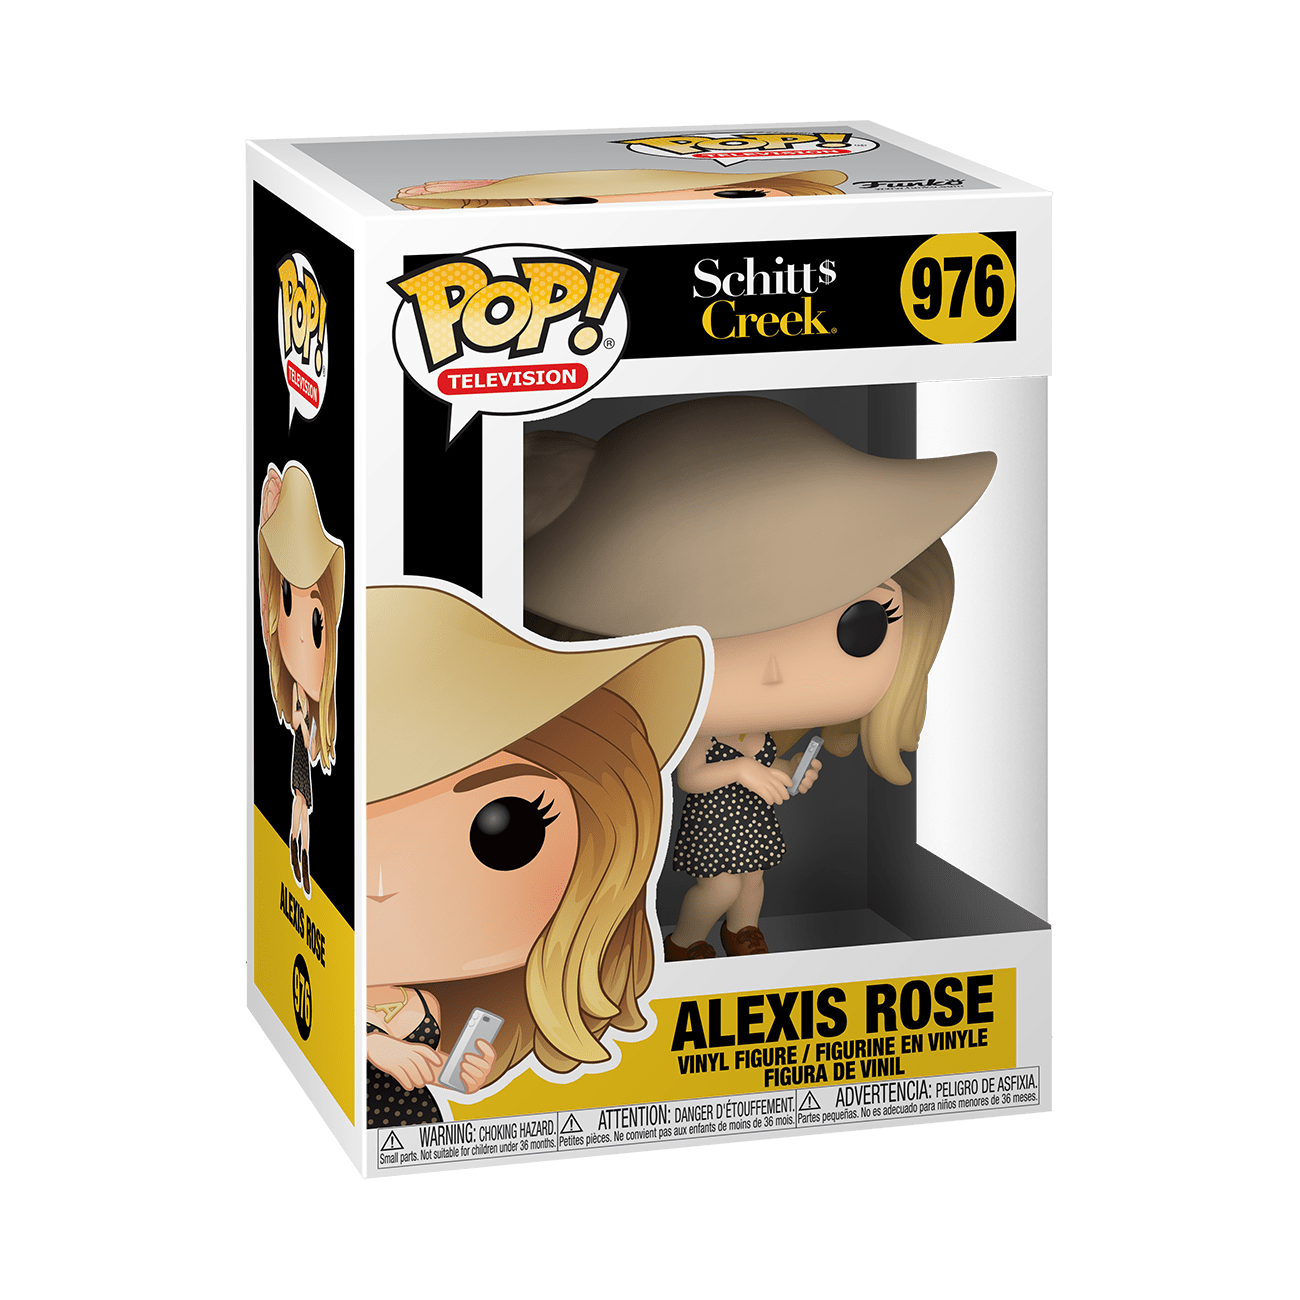 POP!
TELEVISION
Funko
POP!
TELEVISION
ALEXIS ROSE
976
POP!®
TELEVISION
Schitt$
Creek®
976
ALEXIS ROSE
VINYL FIGURE / FIGURINE EN VINYLE
FIGURA DE VINIL
WARNING: CHOKING HAZARD.
Small parts. Not suitable for children under 36 months.
ATTENTION: DANGER D'ÉTOUFFEMENT.
Petites pièces. Ne convient pas aux enfants de moins de 36 mois.
ADVERTENCIA: PELIGRO DE ASFIXIA.
Partes pequeñas. No es adecuado para niños menores de 36 meses.